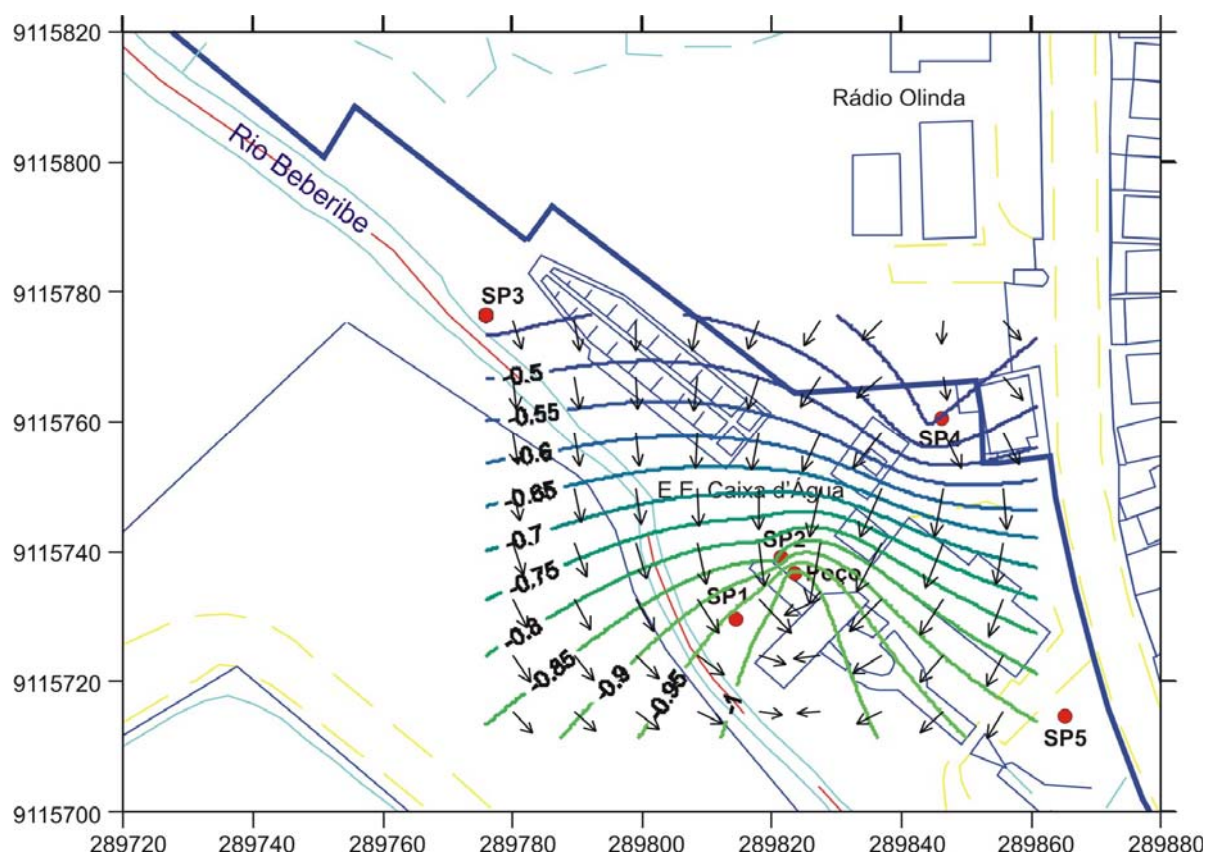 9115820
Rádio Olinda
9115800
Rio Beberibe
9115780
SP3
-0.5
9115760
-0.55
SP4
-0.6
-0.65
E.E. Caixa d'Água
-0.7
9115740
SP2
-0.75
Poço
SP1
-0.8
-0.85
9115720
-0.9
-0.95
-1
SP5
9115700
289720 289740 289760 289780 289800 289820 289840 289860 289880